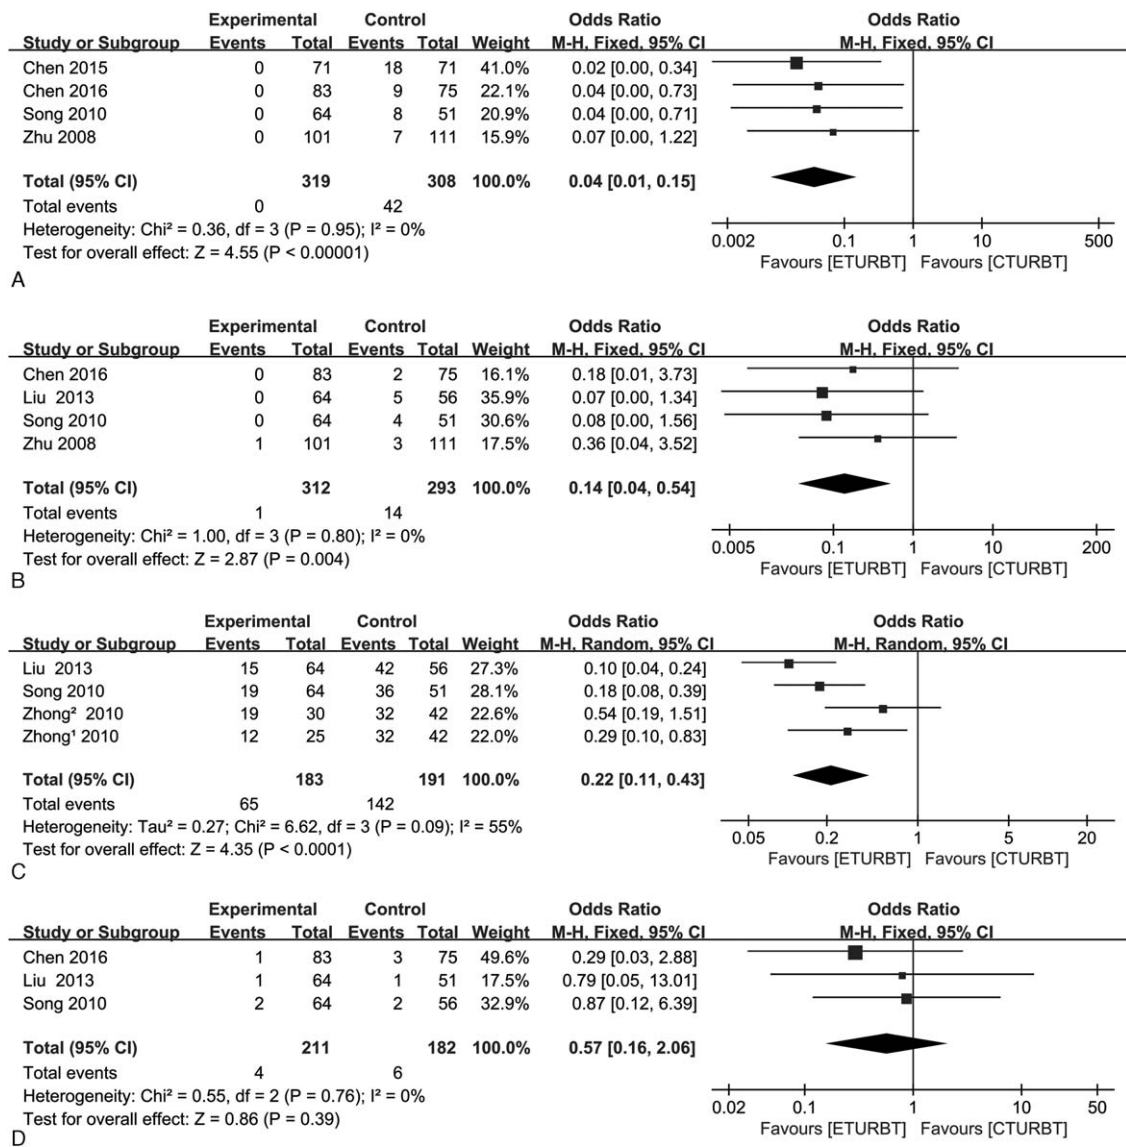 Experimental Control Odds Ratio Odds Ratio
Study or Subgroup Events Total Events Total Weight M-H, Fixed, 95% CI M-H, Fixed, 95% CI
Chen 2015 0 71 18 71 41.0% 0.02 [0.00, 0.34]
Chen 2016 0 83 9 75 22.1% 0.04 [0.00, 0.73]
Song 2010 0 64 8 51 20.9% 0.04 [0.00, 0.71]
Zhu 2008 0 101 7 111 15.9% 0.07 [0.00, 1.22]
Total (95% CI) 319 308 100.0% 0.04 [0.01, 0.15]
Total events 0 42
Heterogeneity: Chi² = 0.36, df = 3 (P = 0.95); I² = 0%
Test for overall effect: Z = 4.55 (P < 0.00001)
0.002 0.1 1 10 500
Favours [ETURBT] Favours [CTURBT]
A
Experimental Control Odds Ratio Odds Ratio
Study or Subgroup Events Total Events Total Weight M-H, Fixed, 95% CI M-H, Fixed, 95% CI
Chen 2016 0 83 2 75 16.1% 0.18 [0.01, 3.73]
Liu 2013 0 64 5 56 35.9% 0.07 [0.00, 1.34]
Song 2010 0 64 4 51 30.6% 0.08 [0.00, 1.56]
Zhu 2008 1 101 3 111 17.5% 0.36 [0.04, 3.52]
Total (95% CI) 312 293 100.0% 0.14 [0.04, 0.54]
Total events 1 14
Heterogeneity: Chi² = 1.00, df = 3 (P = 0.80); I² = 0%
Test for overall effect: Z = 2.87 (P = 0.004)
0.005 0.1 1 10 200
Favours [ETURBT] Favours [CTURBT]
B
Experimental Control Odds Ratio Odds Ratio
Study or Subgroup Events Total Events Total Weight M-H, Random, 95% CI M-H, Random, 95% CI
Liu 2013 15 64 42 56 27.3% 0.10 [0.04, 0.24]
Song 2010 19 64 36 51 28.1% 0.18 [0.08, 0.39]
Zhong² 2010 19 30 32 42 22.6% 0.54 [0.19, 1.51]
Zhong¹ 2010 12 25 32 42 22.0% 0.29 [0.10, 0.83]
Total (95% CI) 183 191 100.0% 0.22 [0.11, 0.43]
Total events 65 142
Heterogeneity: Tau² = 0.27; Chi² = 6.62, df = 3 (P = 0.09); I² = 55%
Test for overall effect: Z = 4.35 (P < 0.0001)
0.05 0.2 1 5 20
Favours [ETURBT] Favours [CTURBT]
C
Experimental Control Odds Ratio Odds Ratio
Study or Subgroup Events Total Events Total Weight M-H, Fixed, 95% CI M-H, Fixed, 95% CI
Chen 2016 1 83 3 75 49.6% 0.29 [0.03, 2.88]
Liu 2013 1 64 1 51 17.5% 0.79 [0.05, 13.01]
Song 2010 2 64 2 56 32.9% 0.87 [0.12, 6.39]
Total (95% CI) 211 182 100.0% 0.57 [0.16, 2.06]
Total events 4 6
Heterogeneity: Chi² = 0.55, df = 2 (P = 0.76); I² = 0%
Test for overall effect: Z = 0.86 (P = 0.39)
0.02 0.1 1 10 50
Favours [ETURBT] Favours [CTURBT]
D